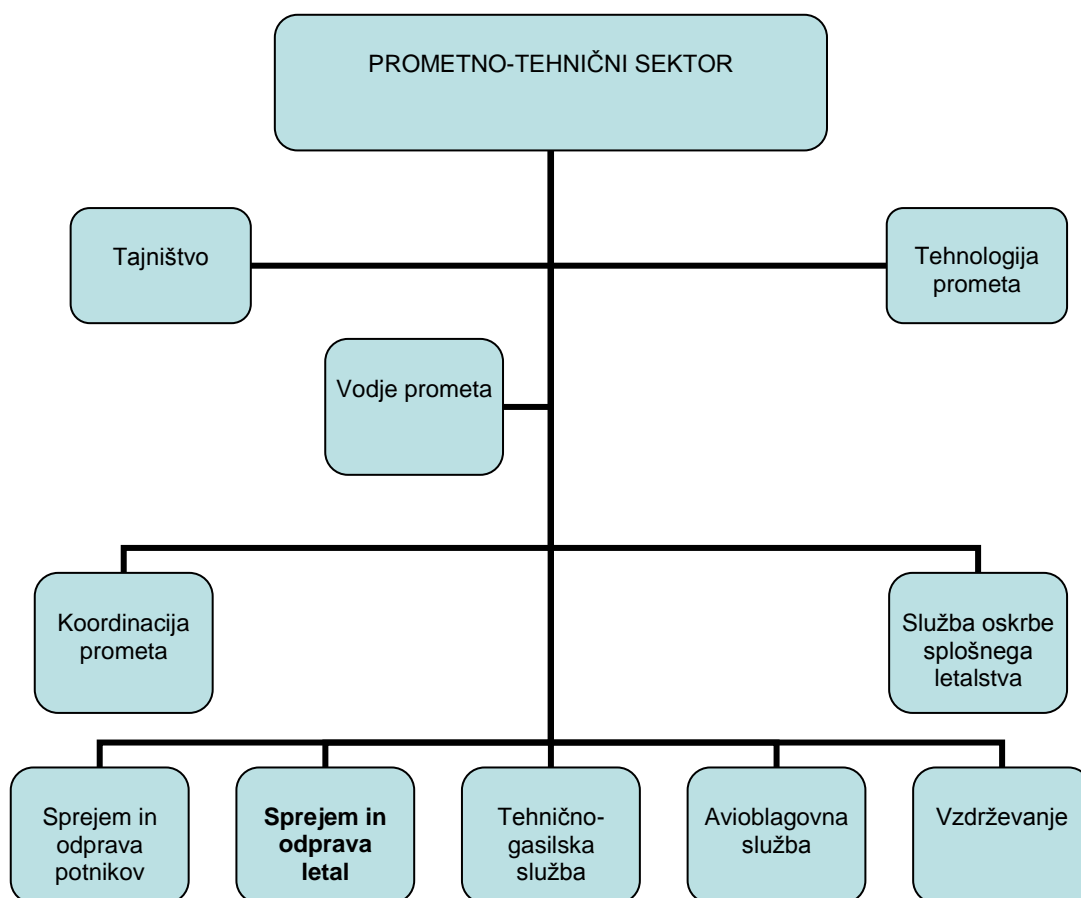 PROMETNO-TEHNIČNI SEKTOR
Tajništvo
Tehnologija
prometa
Vodje prometa
Koordinacija
prometa
Služba oskrbe
splošnega
letalstva
Sprejem in
odprava
potnikov
Sprejem in
odprava
letal
Tehnično-
gasilska
služba
Avioblagovna
služba
Vzdrževanje